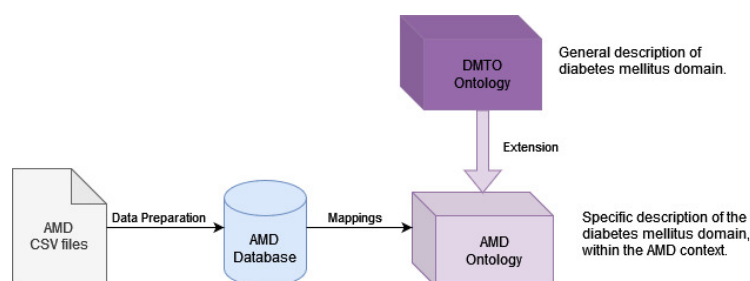 DMTO
Ontology
General description of
diabetes mellitus domain.
Extension
AMD
CSV files
Data Preparation
AMD
Database
Mappings
AMD
Ontology
Specific description of the
diabetes mellitus domain,
within the AMD context.